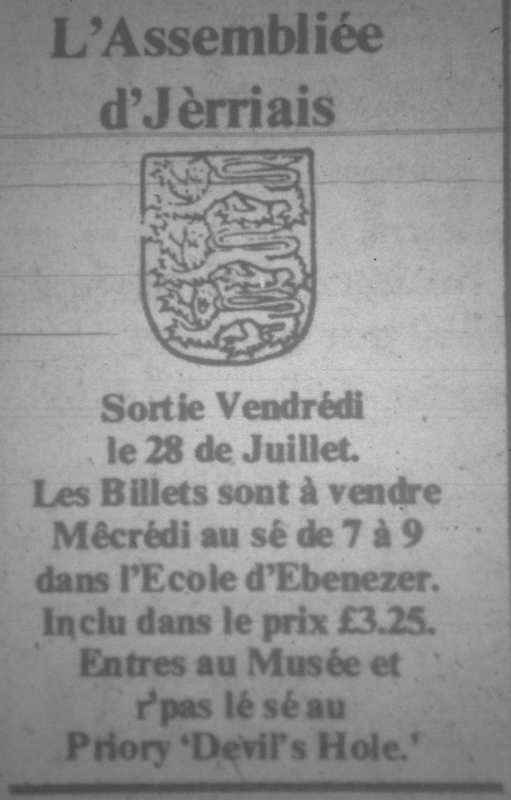 L'Assembliée
d'Jèrriais
Sortie Vendrédi
le 28 de Juillet.
Les Billets sont à vendre
Mêcrédi au sé de 7 à 9
dans l'Ecole d'Ebenezer.
Inclu dans le prix £3.25.
Entres au Musée et
r'pas lé sé au
Priory 'Devil's Hole.'